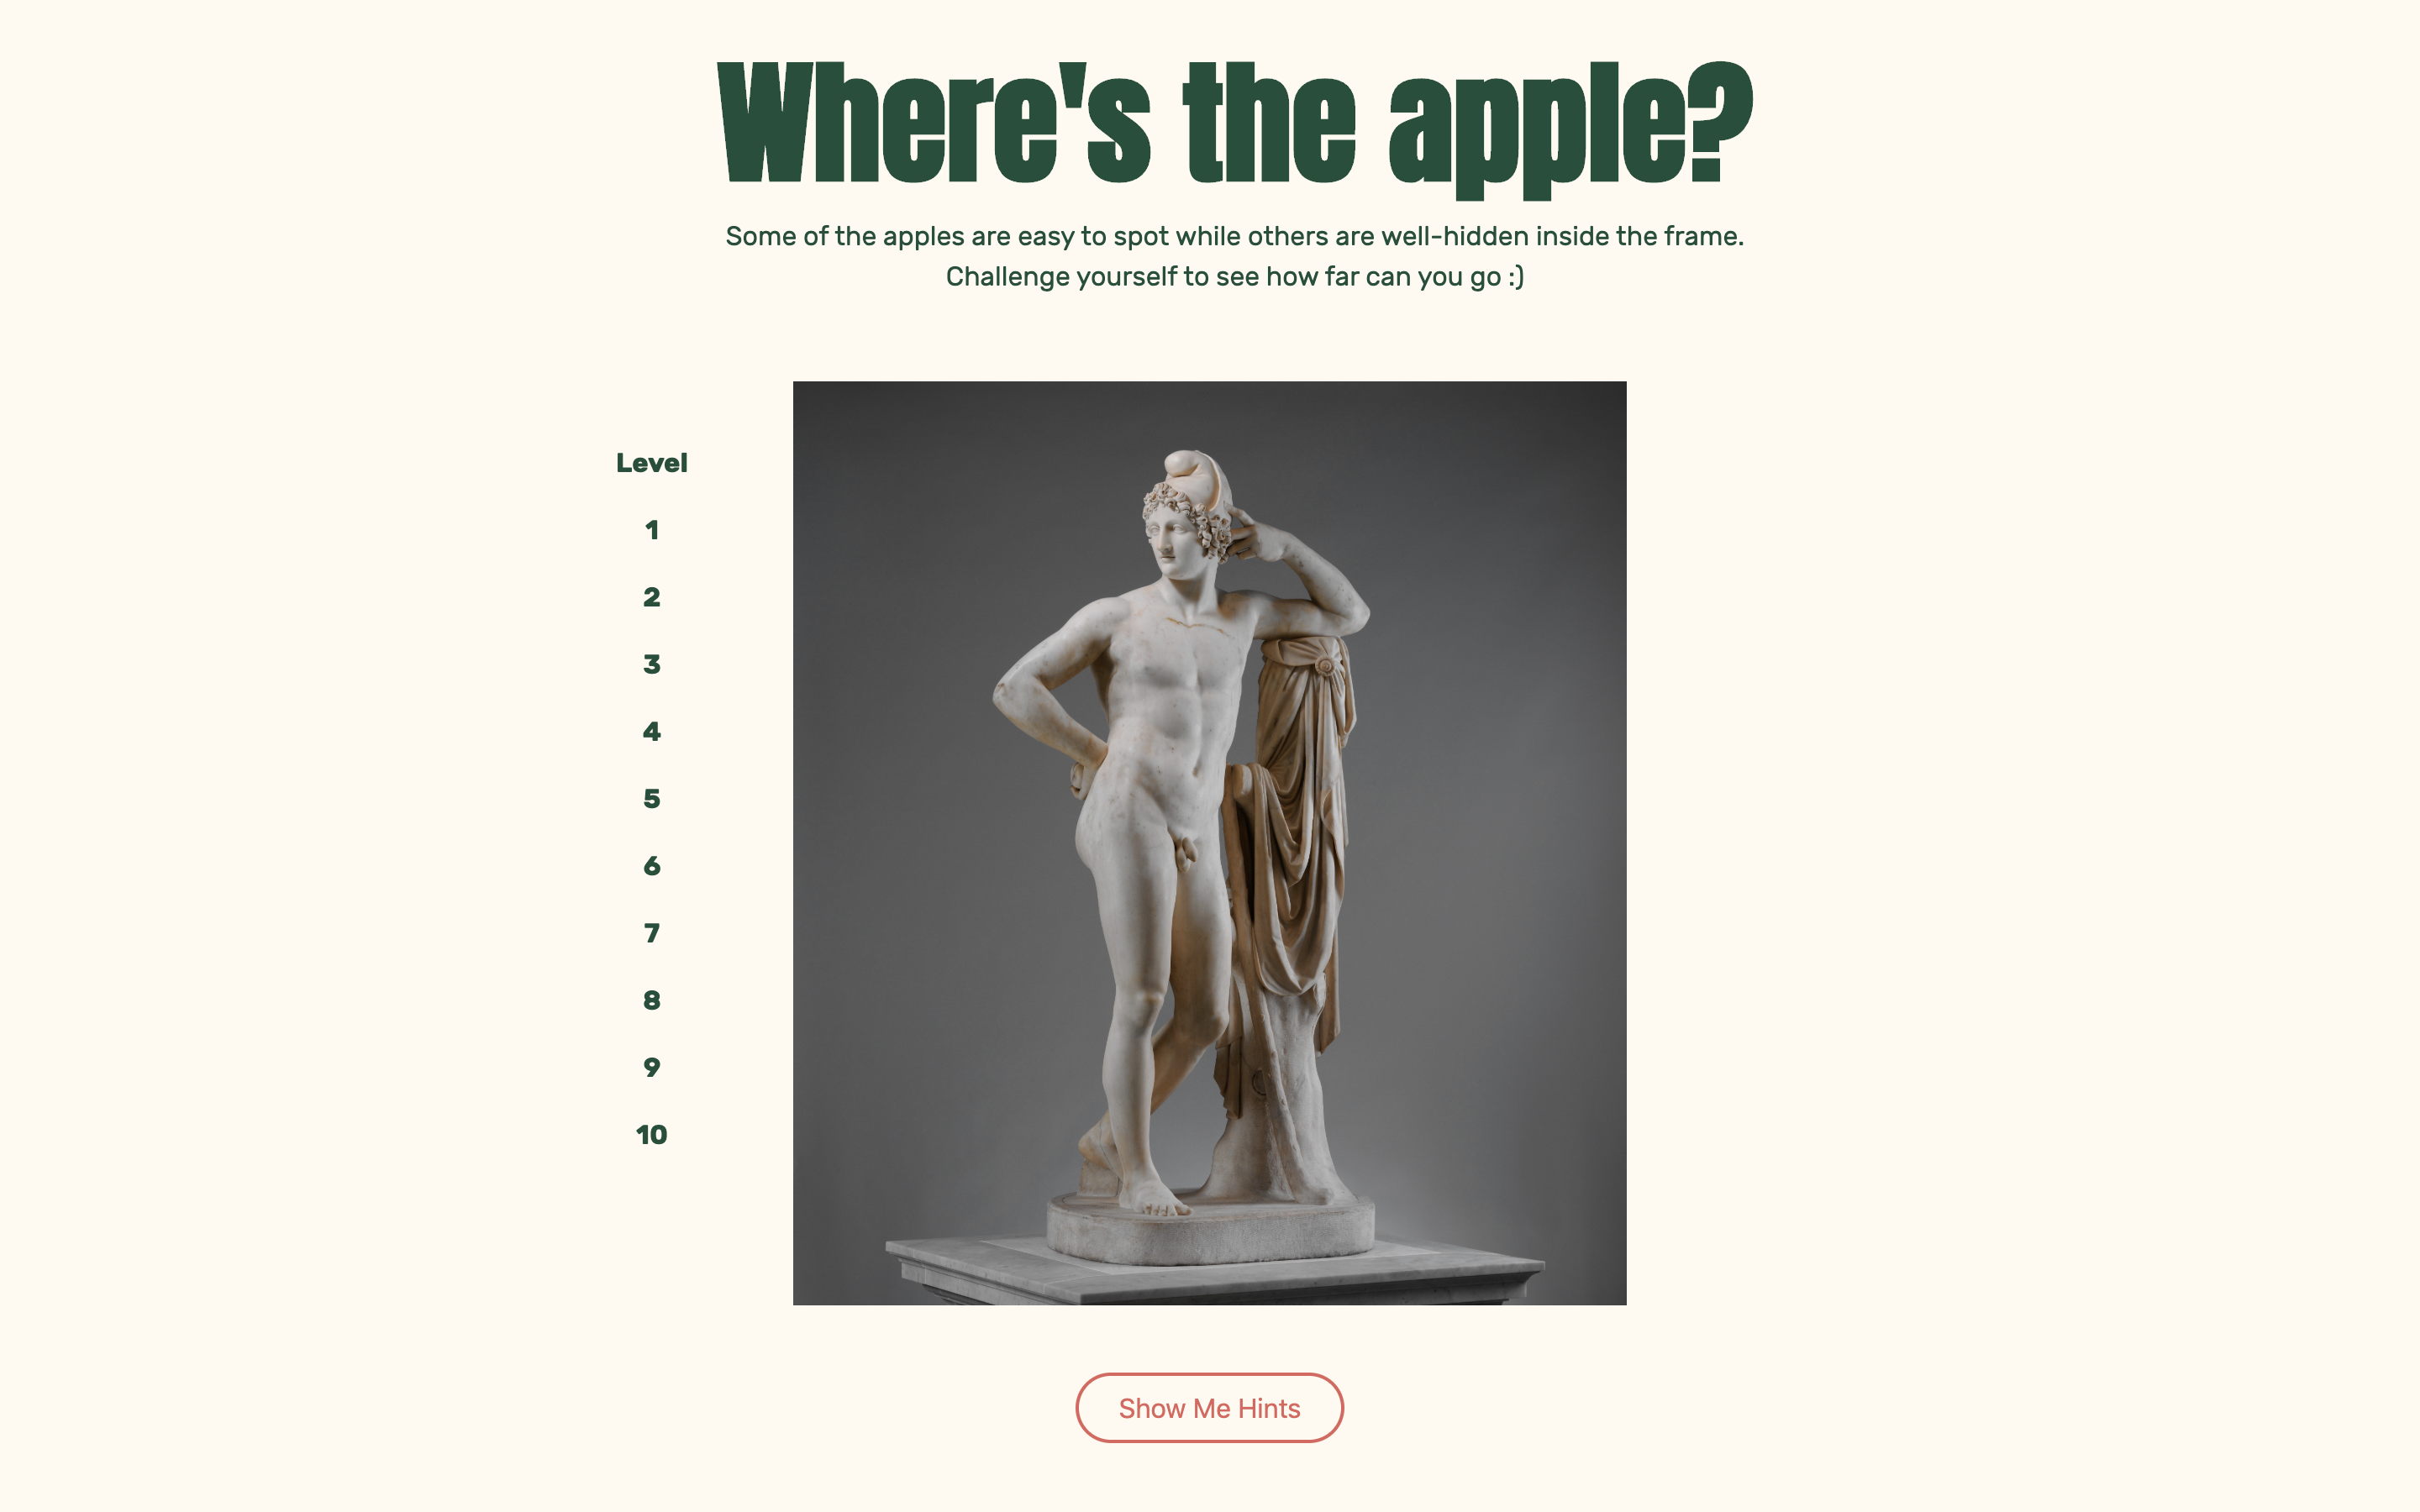 Where's the apple?
Some of the apples are easy to spot while others are well-hidden inside the frame.
Challenge yourself to see how far can you go :)
Level
1
2
3
4
5
6
7
8
9
10
Show Me Hints